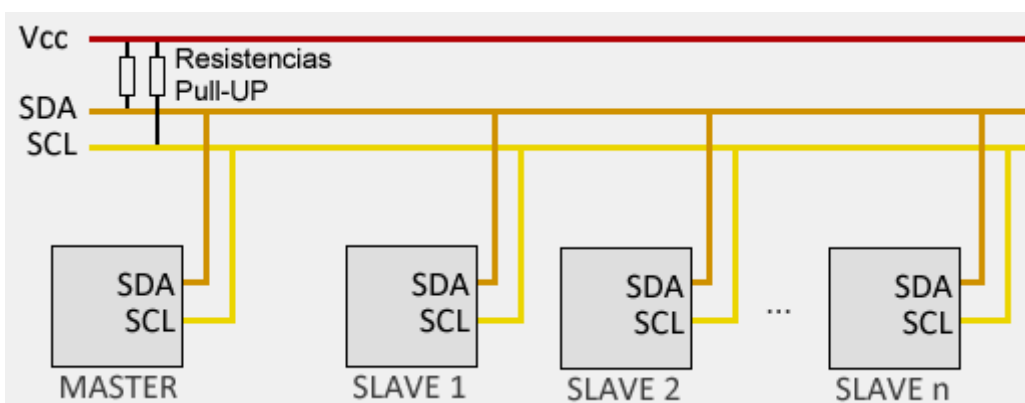 Vcc
Resistencias
Pull-UP
SDA
SCL
SDA
SCL
MASTER
SDA
SCL
SLAVE 1
SDA
SCL
SLAVE 2
...
SDA
SCL
SLAVE n